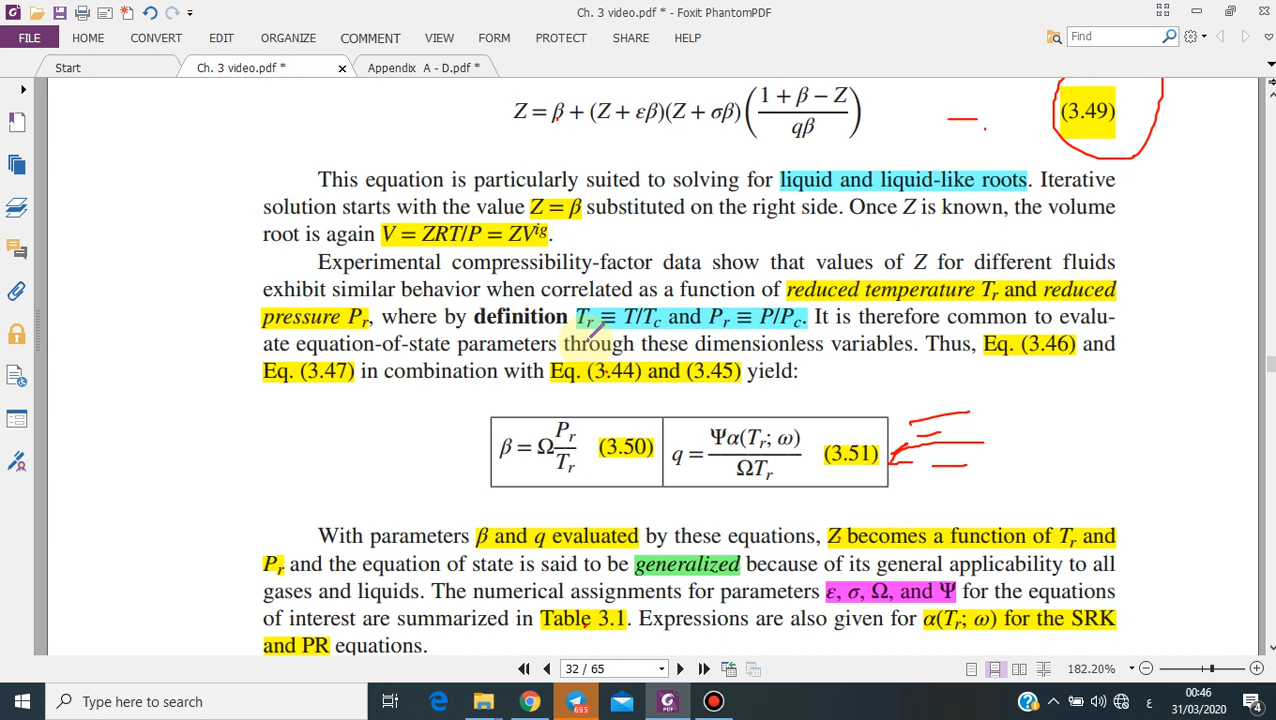 Ch. 3 video.pdf * - Foxit PhantomPDF
FILE HOME CONVERT EDIT ORGANIZE COMMENT VIEW FORM PROTECT SHARE HELP Find
Start Ch. 3 video.pdf * Appendix A - D.pdf *
Z = β + (Z + εβ)(Z + σβ)((1 + β − Z)/(qβ)) (3.49)
This equation is particularly suited to solving for liquid and liquid-like roots. Iterative
solution starts with the value Z = β substituted on the right side. Once Z is known, the volume
root is again V = ZRT/P = ZVⁱᵍ.
Experimental compressibility-factor data show that values of Z for different fluids
exhibit similar behavior when correlated as a function of reduced temperature Tr and reduced
pressure Pr, where by definition Tr ≡ T/Tc and Pr ≡ P/Pc. It is therefore common to evalu-
ate equation-of-state parameters through these dimensionless variables. Thus, Eq. (3.46) and
Eq. (3.47) in combination with Eq. (3.44) and (3.45) yield:
β = Ω Pr/Tr (3.50) q = Ψα(Tr; ω)/ΩTr (3.51)
With parameters β and q evaluated by these equations, Z becomes a function of Tr and
Pr and the equation of state is said to be generalized because of its general applicability to all
gases and liquids. The numerical assignments for parameters ε, σ, Ω, and Ψ for the equations
of interest are summarized in Table 3.1. Expressions are also given for α(Tr; ω) for the SRK
and PR equations.
32 / 65 182.20%
Type here to search 695 ع 00:46
31/03/2020 4